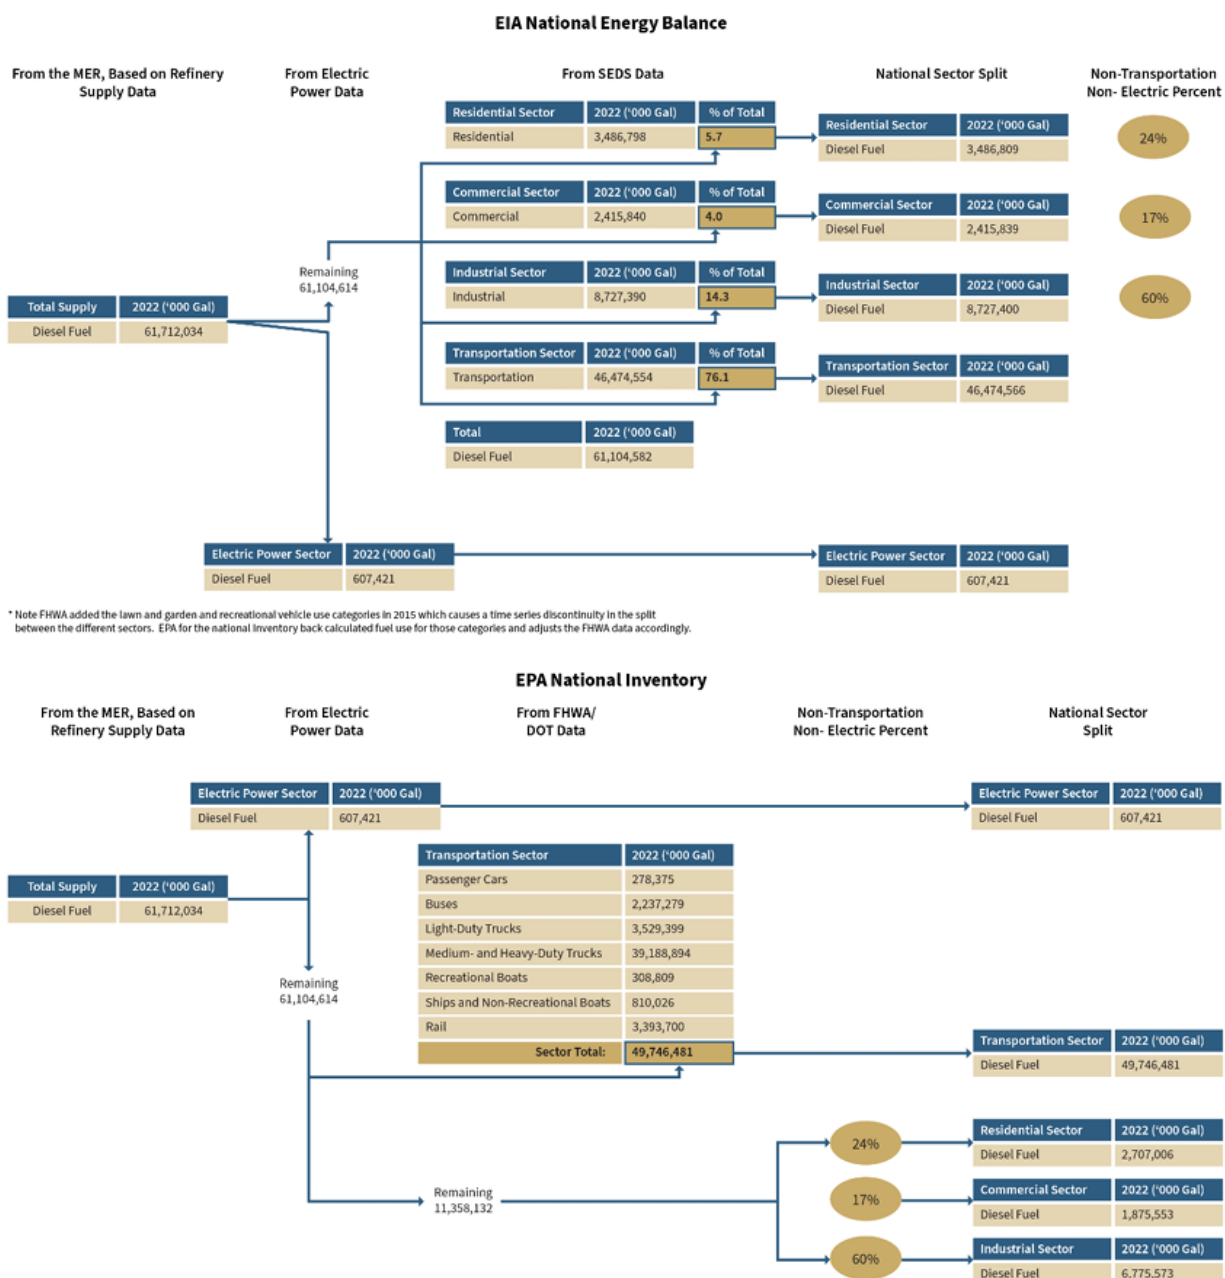 EIA National Energy Balance
From the MER, Based on Refinery
Supply Data
From Electric
Power Data
From SEDS Data
National Sector Split
Non-Transportation
Non- Electric Percent
Residential Sector 2022 ('000 Gal) % of Total
Residential 3,486,798 5.7
Residential Sector 2022 ('000 Gal)
Diesel Fuel 3,486,809
24%
Commercial Sector 2022 ('000 Gal) % of Total
Commercial 2,415,840 4.0
Commercial Sector 2022 ('000 Gal)
Diesel Fuel 2,415,839
17%
Remaining
61,104,614
Industrial Sector 2022 ('000 Gal) % of Total
Industrial 8,727,390 14.3
Industrial Sector 2022 ('000 Gal)
Diesel Fuel 8,727,400
60%
Total Supply 2022 ('000 Gal)
Diesel Fuel 61,712,034
Transportation Sector 2022 ('000 Gal) % of Total
Transportation 46,474,554 76.1
Transportation Sector 2022 ('000 Gal)
Diesel Fuel 46,474,566
Total 2022 ('000 Gal)
Diesel Fuel 61,104,582
Electric Power Sector 2022 ('000 Gal)
Diesel Fuel 607,421
Electric Power Sector 2022 ('000 Gal)
Diesel Fuel 607,421
* Note FHWA added the lawn and garden and recreational vehicle use categories in 2015 which causes a time series discontinuity in the split
between the different sectors. EPA for the national Inventory back calculated fuel use for those categories and adjusts the FHWA data accordingly.
EPA National Inventory
From the MER, Based on
Refinery Supply Data
From Electric
Power Data
From FHWA/
DOT Data
Non-Transportation
Non- Electric Percent
National Sector
Split
Electric Power Sector 2022 ('000 Gal)
Diesel Fuel 607,421
Electric Power Sector 2022 ('000 Gal)
Diesel Fuel 607,421
Total Supply 2022 ('000 Gal)
Diesel Fuel 61,712,034
Transportation Sector 2022 ('000 Gal)
Passenger Cars 278,375
Buses 2,237,279
Light-Duty Trucks 3,529,399
Medium- and Heavy-Duty Trucks 39,188,894
Recreational Boats 308,809
Ships and Non-Recreational Boats 810,026
Rail 3,393,700
Sector Total: 49,746,481
Remaining
61,104,614
Transportation Sector 2022 ('000 Gal)
Diesel Fuel 49,746,481
Remaining
11,358,132
24%
Residential Sector 2022 ('000 Gal)
Diesel Fuel 2,707,006
17%
Commercial Sector 2022 ('000 Gal)
Diesel Fuel 1,875,553
60%
Industrial Sector 2022 ('000 Gal)
Diesel Fuel 6,775,573